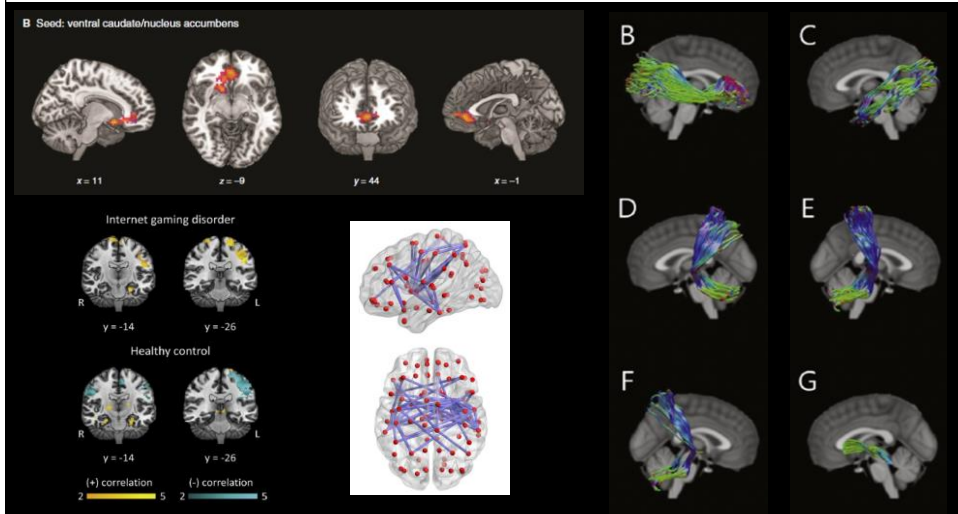 B Seed: ventral caudate/nucleus accumbens
x = 11
z = –9
y = 44
x = –1
Internet gaming disorder
R
L
y = -14
y = -26
Healthy control
R
L
y = -14
y = -26
(+) correlation
(-) correlation
2
5
2
5
B
C
D
E
F
G